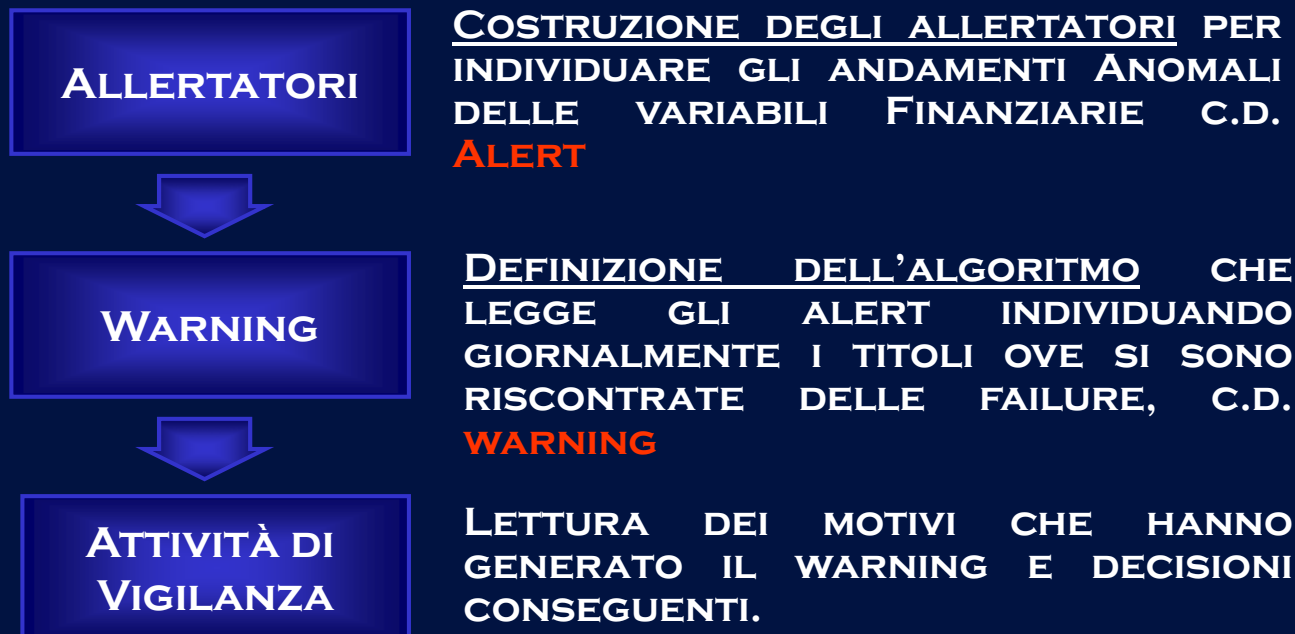 Allertatori
Costruzione degli allertatori per
individuare gli andamenti Anomali
delle variabili Finanziarie c.d.
Alert
Warning
Definizione dell'algoritmo che
legge gli alert individuando
giornalmente i titoli ove si sono
riscontrate delle failure, c.d.
warning
Attività di
Vigilanza
Lettura dei motivi che hanno
generato il warning e decisioni
conseguenti.